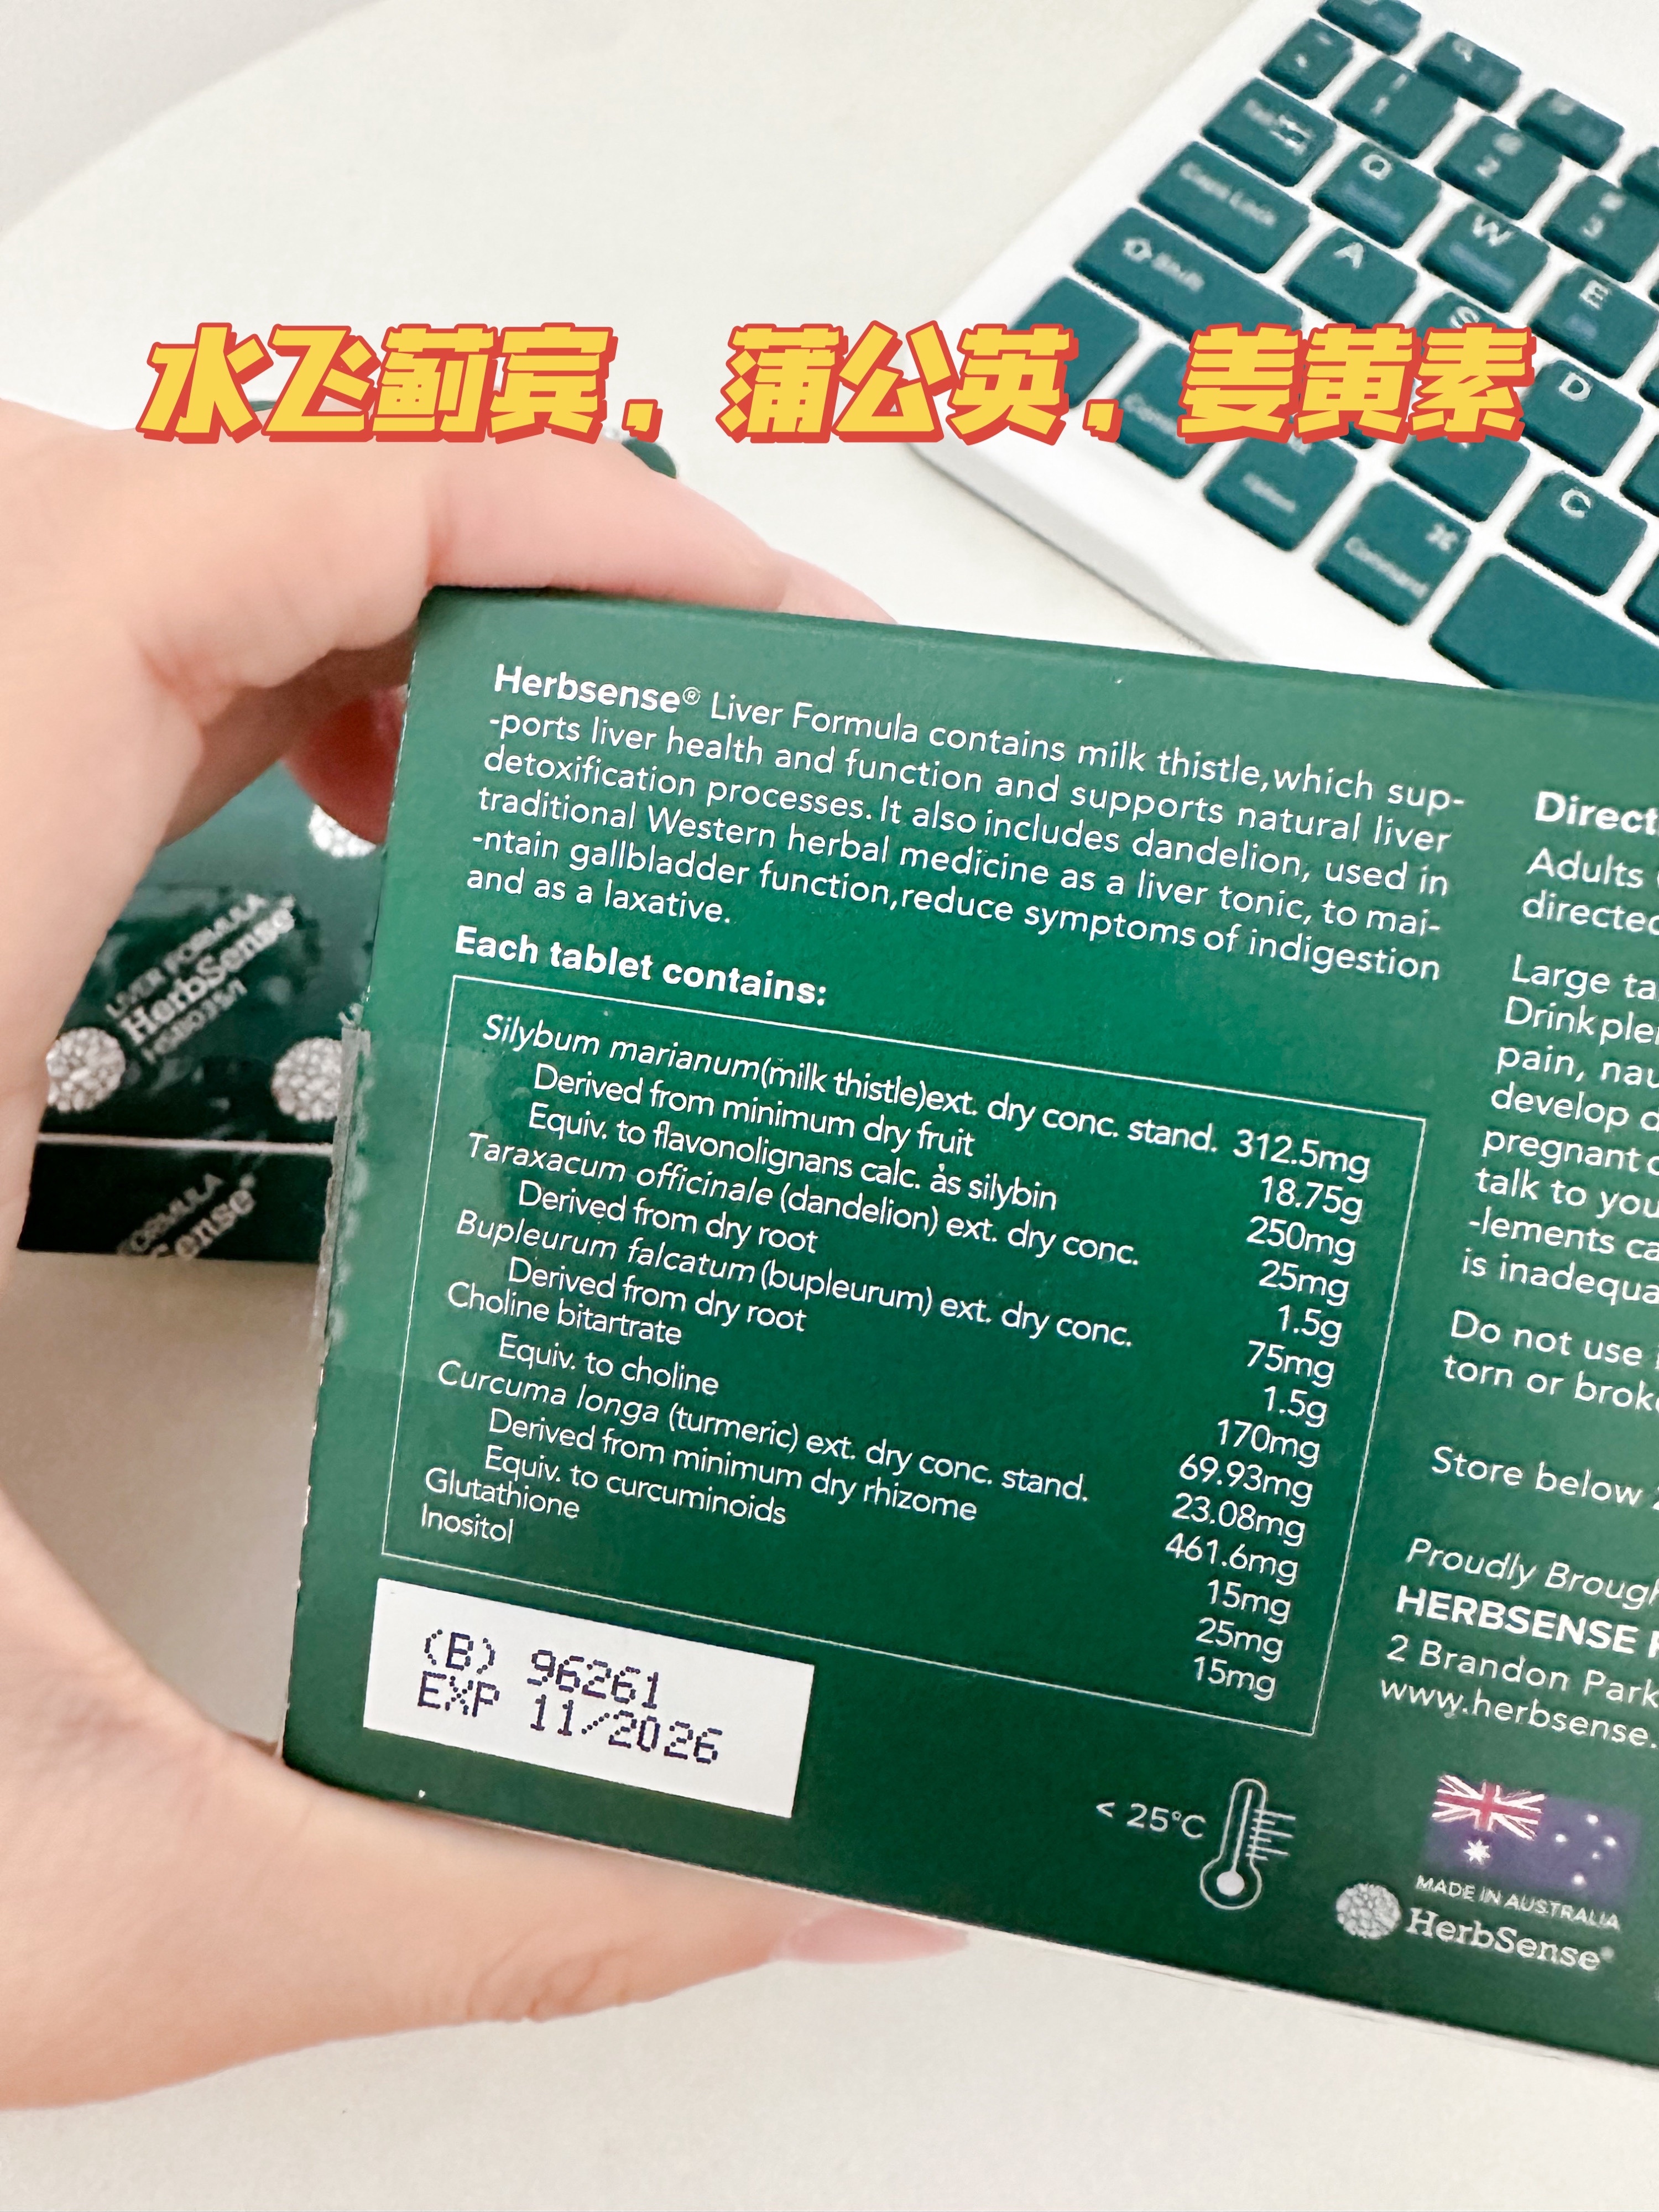 水飞蓟宾，蒲公英，姜黄素
Herbsense® Liver Formula contains milk thistle,which sup-
-ports liver health and function and supports natural liver
detoxification processes. It also includes dandelion, used in
traditional Western herbal medicine as a liver tonic, to mai-
-ntain gallbladder function,reduce symptoms of indigestion
and as a laxative.
Each tablet contains:
Silybum marianum(milk thistle)ext. dry conc. stand. 312.5mg
Derived from minimum dry fruit 18.75g
Equiv. to flavonolignans calc. as silybin 250mg
Taraxacum officinale (dandelion) ext. dry conc. 25mg
Derived from dry root 1.5g
Bupleurum falcatum (bupleurum) ext. dry conc. 75mg
Derived from dry root 1.5g
Choline bitartrate 170mg
Equiv. to choline 69.93mg
Curcuma longa (turmeric) ext. dry conc. stand. 23.08mg
Derived from minimum dry rhizome 461.6mg
Equiv. to curcuminoids 15mg
Glutathione 25mg
Inositol 15mg
(B) 96261
EXP 11/2026
< 25°C
MADE IN AUSTRALIA
HerbSense®
Adults
directed
Large
Drink
pain,
develop
pregnant
talk to
-lements
is
Do not use
torn or
Store below
Proudly
HERBSENSE
2 Brandon Park
www.herbsense.
LIVER FORMULA
HerbSense®
FORMULA
Q
W
E
A
S
D
C
1
2
3
Caps Lock
Shift
Option
Command